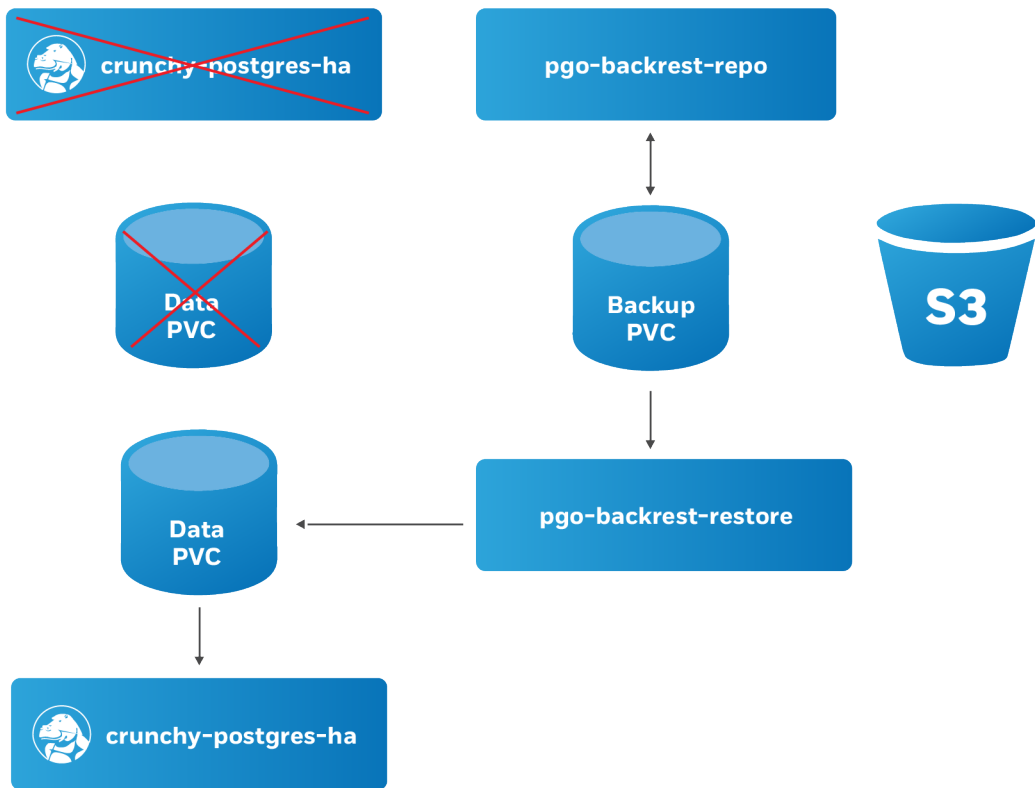 crunchy-postgres-ha
pgo-backrest-repo
Data
PVC
Backup
PVC
S3
Data
PVC
pgo-backrest-restore
crunchy-postgres-ha